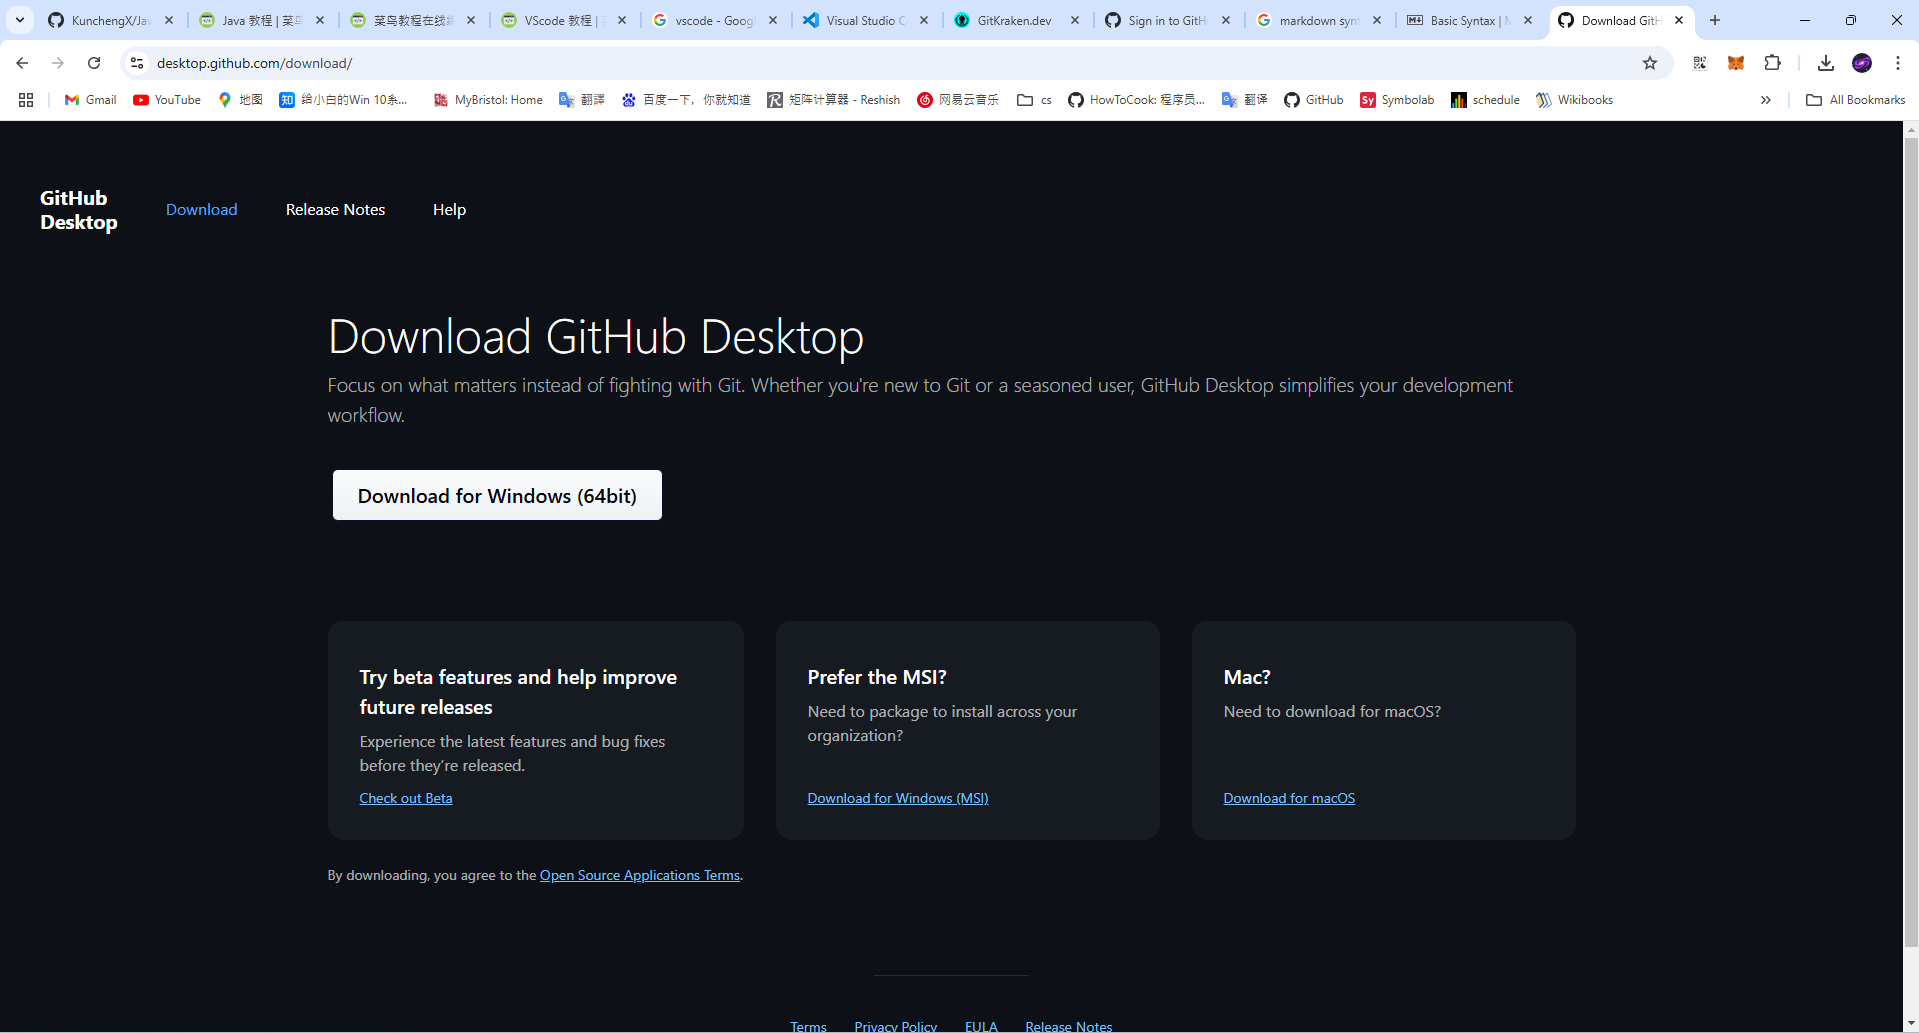 KunchengX/Jav
Java 教程 | 菜鸟
菜鸟教程在线编
VScode 教程 |
vscode - Googl
Visual Studio C
GitKraken.dev
Sign in to GitHu
markdown synt
Basic Syntax | M
Download GitH
desktop.github.com/download/
Gmail
YouTube
地图
知
给小白的Win 10系...
MyBristol: Home
翻譯
百度一下，你就知道
矩阵计算器 - Reshish
网易云音乐
cs
HowToCook: 程序员...
翻译
GitHub
Sy
Symbolab
schedule
Wikibooks
All Bookmarks
GitHub
Desktop
Download
Release Notes
Help
Download GitHub Desktop
Focus on what matters instead of fighting with Git. Whether you're new to Git or a seasoned user, GitHub Desktop simplifies your development
workflow.
Download for Windows (64bit)
Try beta features and help improve
future releases
Experience the latest features and bug fixes
before they’re released.
Check out Beta
Prefer the MSI?
Need to package to install across your
organization?
Download for Windows (MSI)
Mac?
Need to download for macOS?
Download for macOS
By downloading, you agree to the Open Source Applications Terms.
Terms
Privacy Policy
EULA
Release Notes